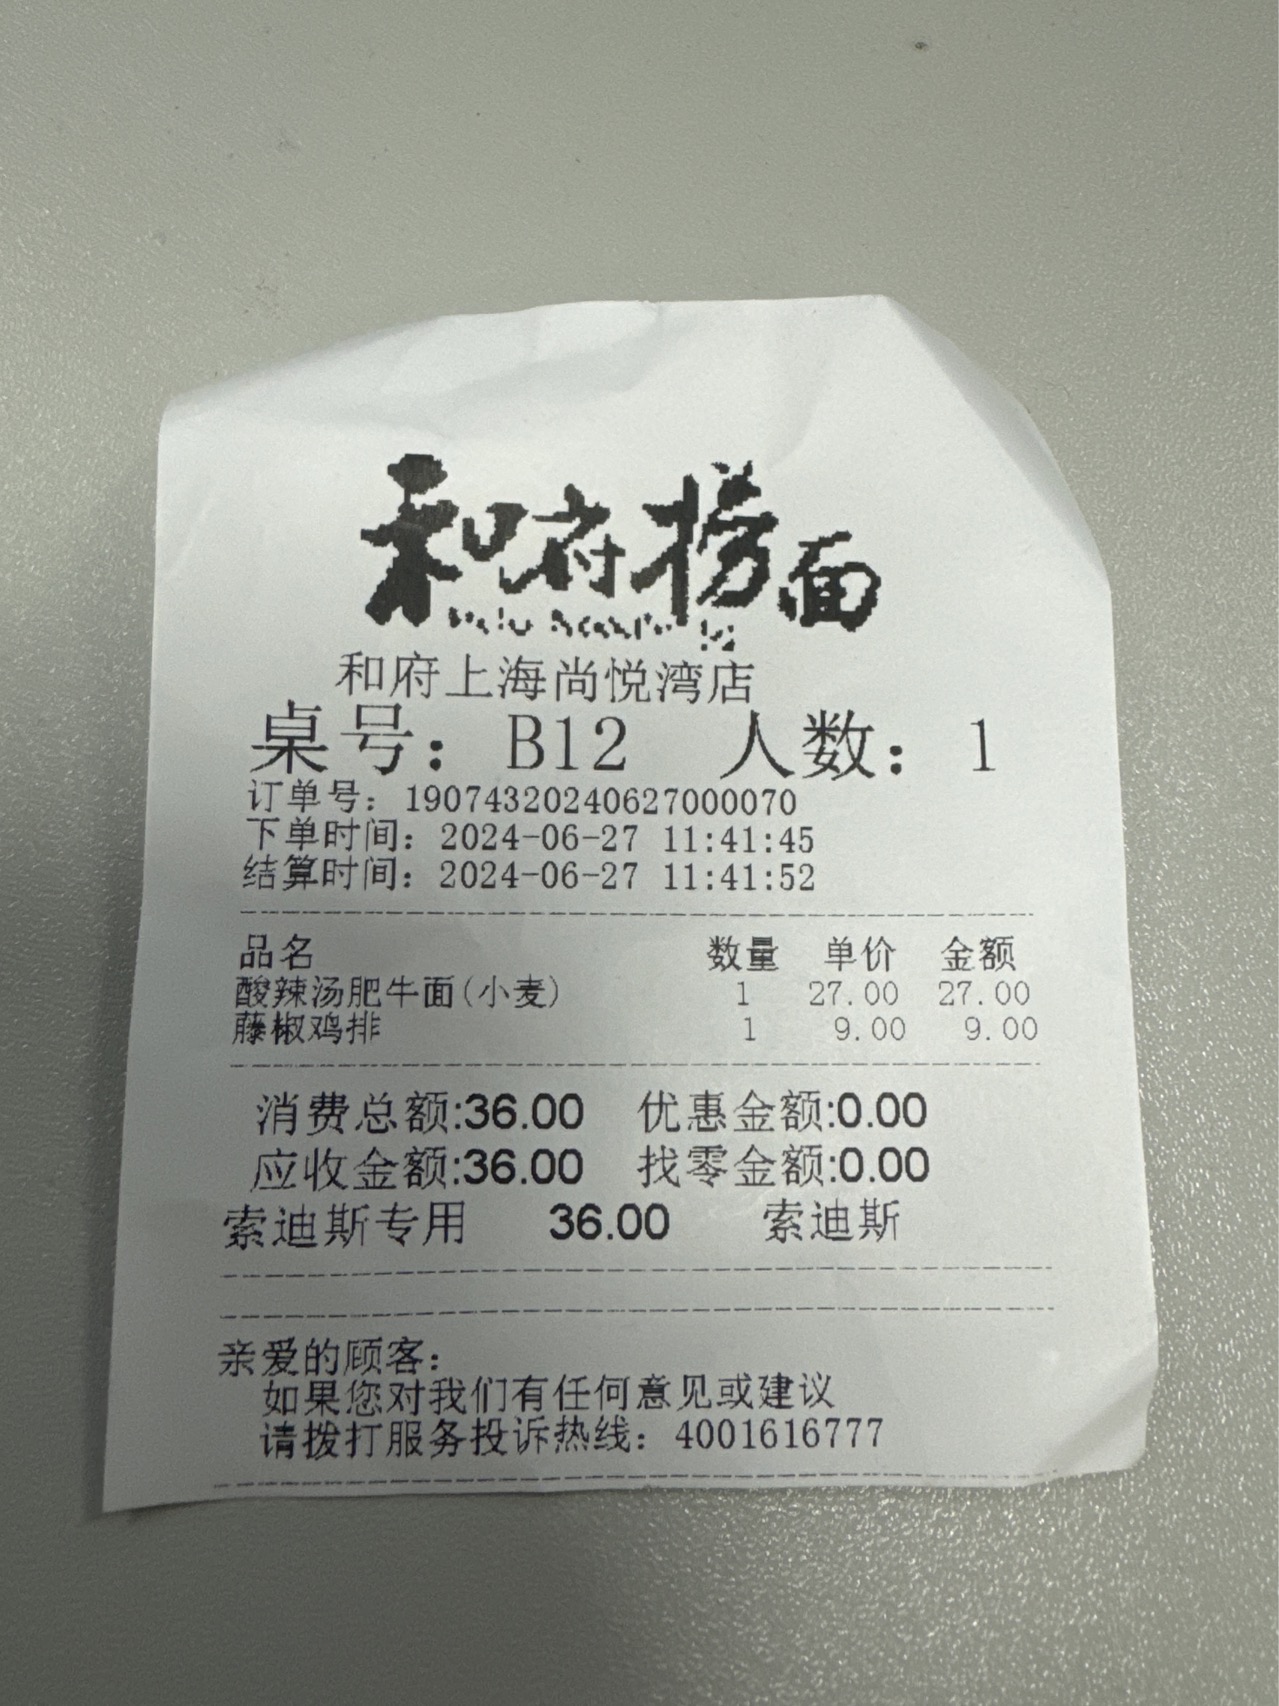 和府捞面
和府上海尚悦湾店
桌号：B12 人数：1
订单号：19074320240627000070
下单时间：2024-06-27 11:41:45
结算时间：2024-06-27 11:41:52
品名 数量 单价 金额
酸辣汤肥牛面(小麦) 1 27.00 27.00
藤椒鸡排 1 9.00 9.00
消费总额:36.00 优惠金额:0.00
应收金额:36.00 找零金额:0.00
索迪斯专用 36.00 索迪斯
亲爱的顾客：
如果您对我们有任何意见或建议
请拨打服务投诉热线：4001616777